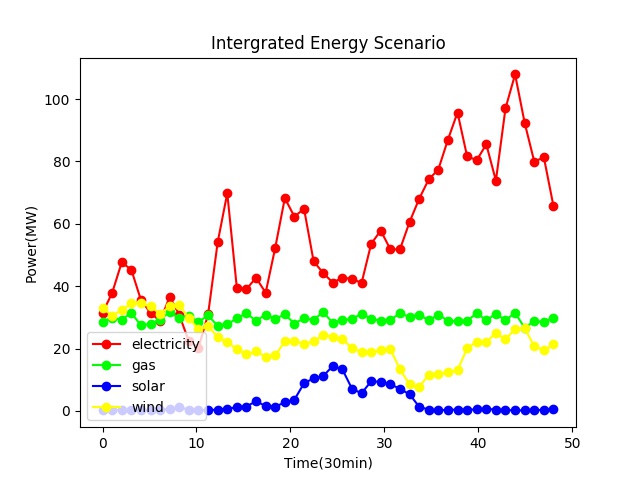 Intergrated Energy Scenario
Power(MW)
100
80
60
40
20
0
electricity
gas
solar
wind
0 10 20 30 40 50
Time(30min)